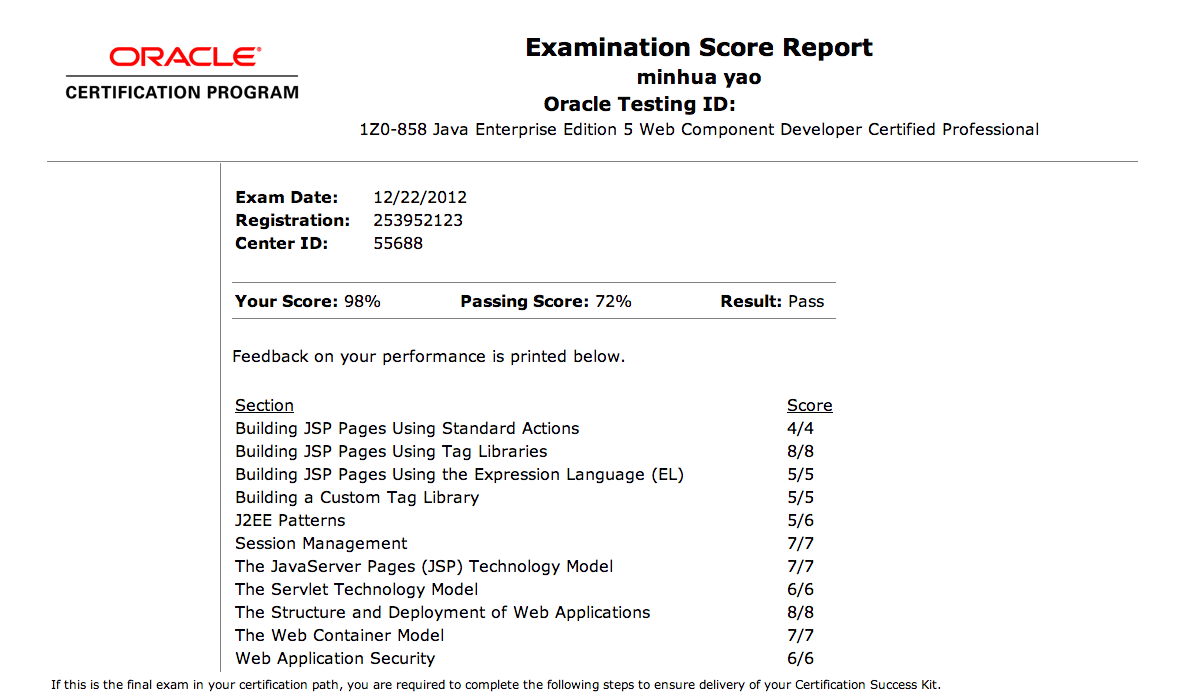 ORACLE®
CERTIFICATION PROGRAM
Examination Score Report
minhua yao
Oracle Testing ID:
1Z0-858 Java Enterprise Edition 5 Web Component Developer Certified Professional
Exam Date: 12/22/2012
Registration: 253952123
Center ID: 55688
Your Score: 98% Passing Score: 72% Result: Pass
Feedback on your performance is printed below.
Section Score
Building JSP Pages Using Standard Actions 4/4
Building JSP Pages Using Tag Libraries 8/8
Building JSP Pages Using the Expression Language (EL) 5/5
Building a Custom Tag Library 5/5
J2EE Patterns 5/6
Session Management 7/7
The JavaServer Pages (JSP) Technology Model 7/7
The Servlet Technology Model 6/6
The Structure and Deployment of Web Applications 8/8
The Web Container Model 7/7
Web Application Security 6/6
If this is the final exam in your certification path, you are required to complete the following steps to ensure delivery of your Certification Success Kit.